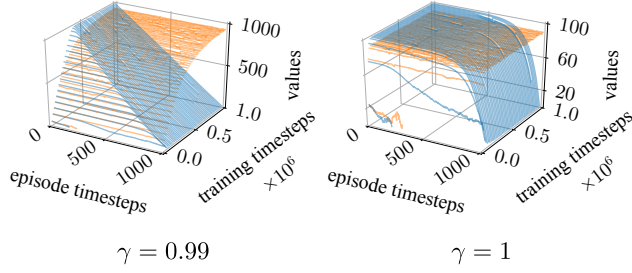 1000
500
1.0
0.5
0.0
0
500
1000
values
training timesteps
×10⁶
episode timesteps
γ = 0.99
100
60
20
1.0
0.5
0.0
0
500
1000
values
training timesteps
×10⁶
episode timesteps
γ = 1